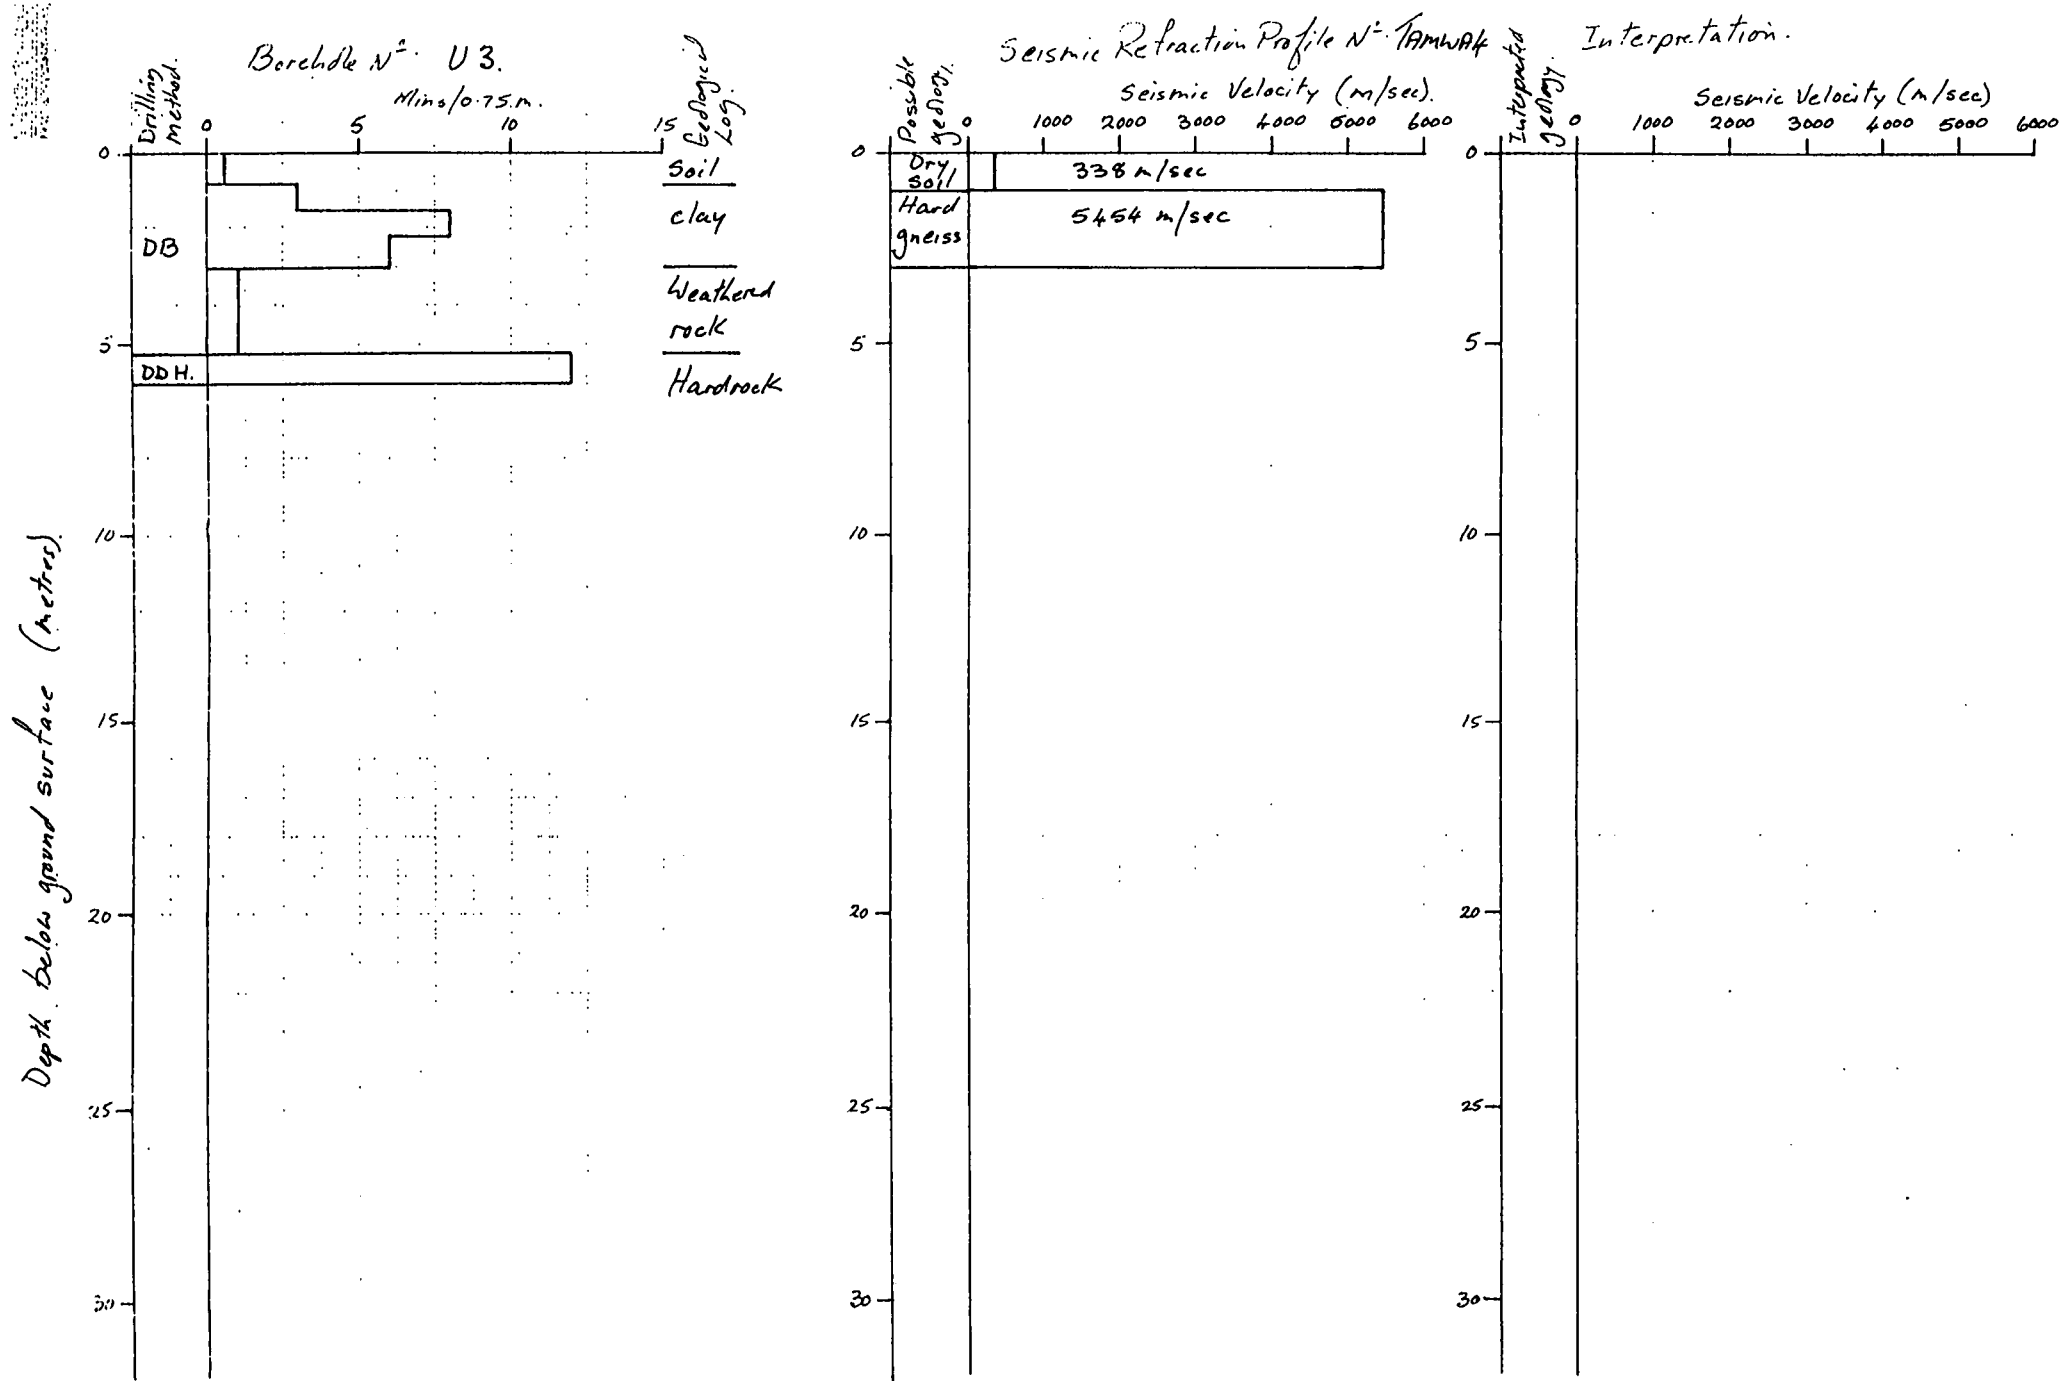 Borehole Nº. U3.
Mins/0.75.m.
Drilling method.
0 5 10 15
Geological Log.
0
5
10
15
20
25
30
Depth below ground surface (metres).
DB
DDH.
Soil
clay
Weathered
rock
Hardrock
Seismic Refraction Profile Nº. TAMWAK
Seismic Velocity (m/sec).
Possible geology.
0 1000 2000 3000 4000 5000 6000
0
5
10
15
20
25
30
Dry
soil
338 m/sec
Hard
gneiss
5454 m/sec
Interpretation.
Seismic Velocity (m/sec)
Interpreted geology.
0 1000 2000 3000 4000 5000 6000
0
5
10
15
20
25
30